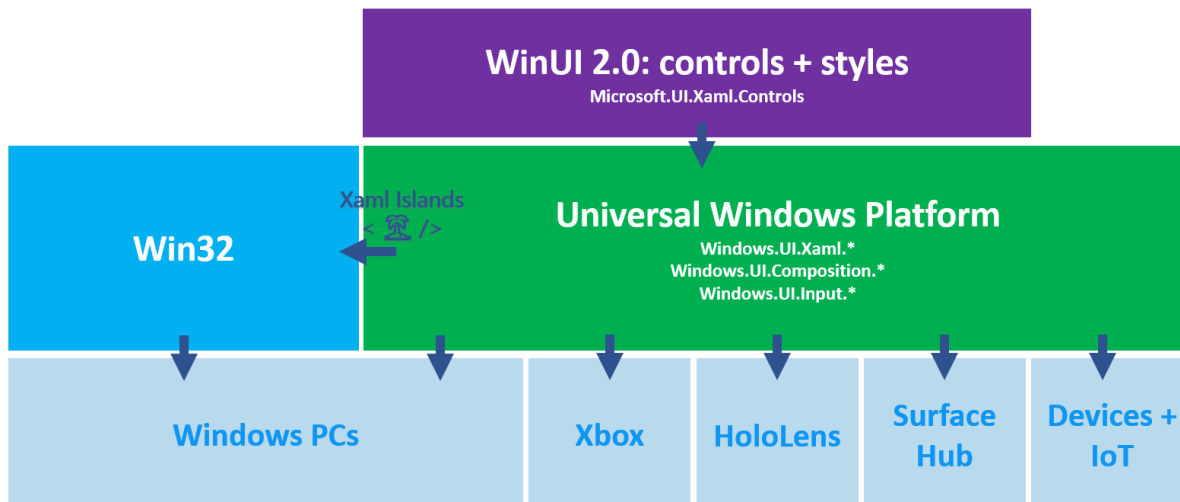 WinUI 2.0: controls + styles
Microsoft.UI.Xaml.Controls
Xaml Islands
< />
Win32
Universal Windows Platform
Windows.UI.Xaml.*
Windows.UI.Composition.*
Windows.UI.Input.*
Windows PCs
Xbox
HoloLens
Surface
Hub
Devices +
IoT